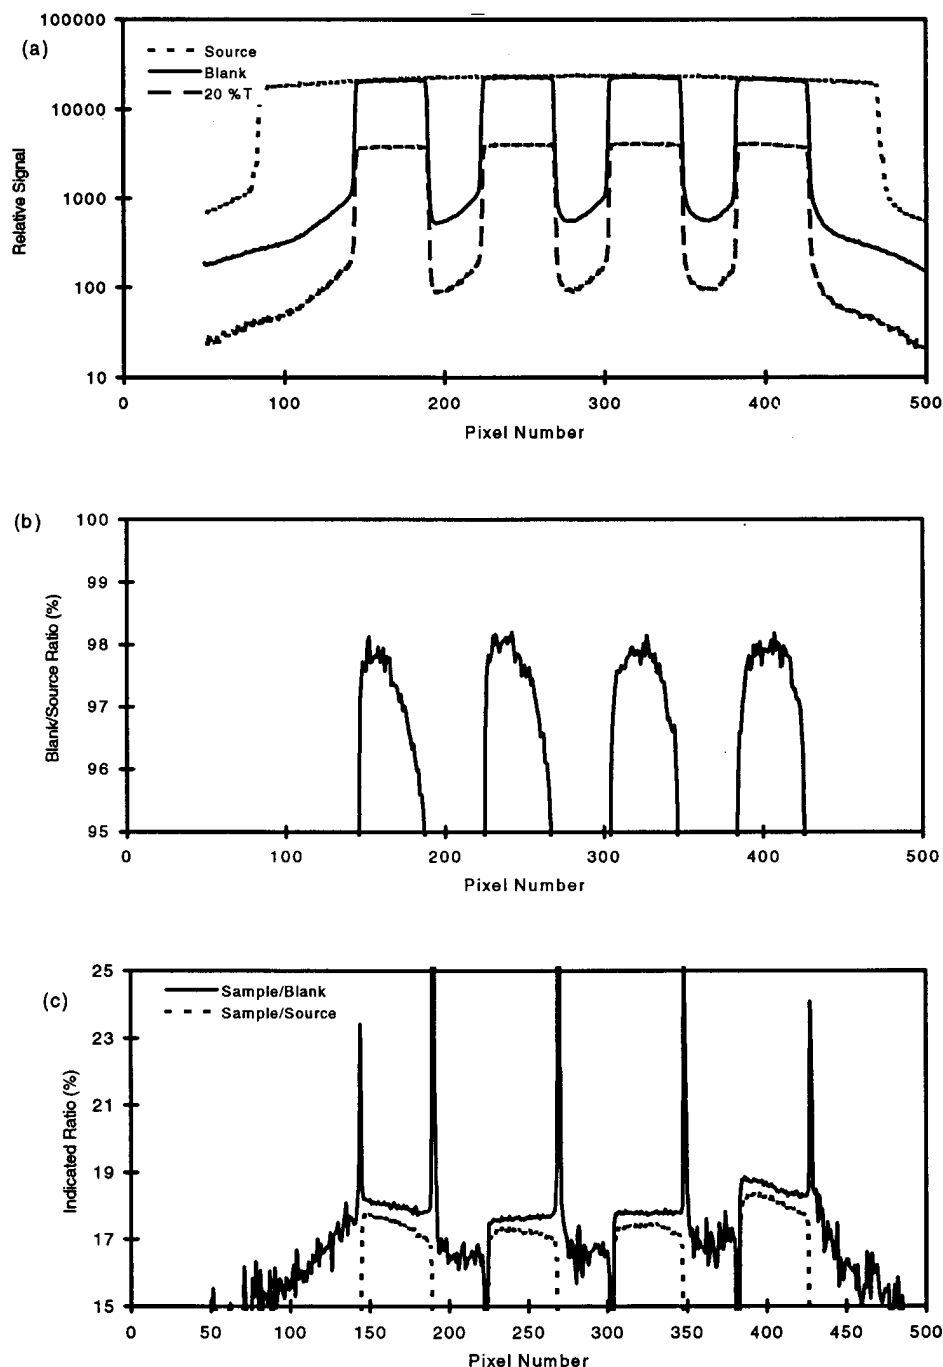 (a)
100000
10000
1000
100
10
Relative Signal
Source
Blank
20 %T
0 100 200 300 400 500
Pixel Number
(b)
100
99
98
97
96
95
Blank/Source Ratio (%)
0 100 200 300 400 500
Pixel Number
(c)
25
23
21
19
17
15
Indicated Ratio (%)
Sample/Blank
Sample/Source
0 50 100 150 200 250 300 350 400 450 500
Pixel Number